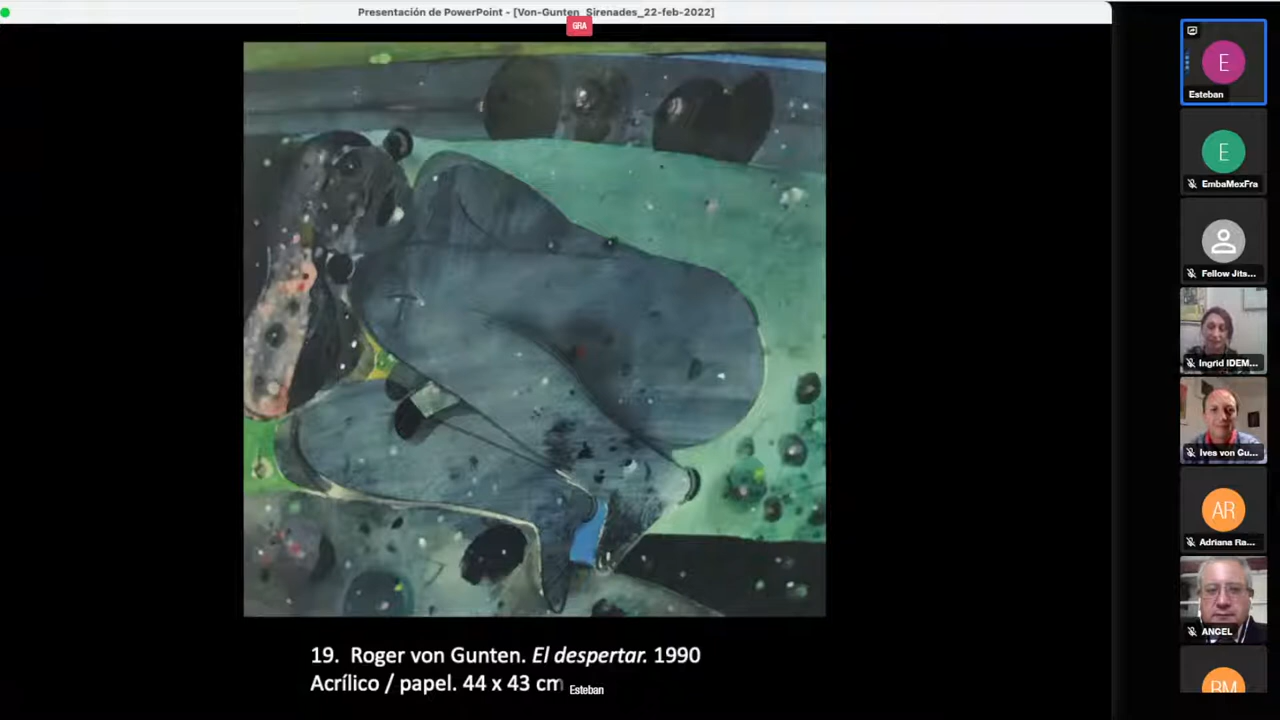 Presentación de PowerPoint - [Von-Gunten_Sirenades_22-feb-2022]
GRA
19. Roger von Gunten. El despertar. 1990
Acrílico / papel. 44 x 43 cm
Esteban
E
Esteban
E
EmbaMexFra
Fellow Jits...
Ingrid IDEM...
Ives von Gu...
AR
Adriana Ra...
ANGEL
BM